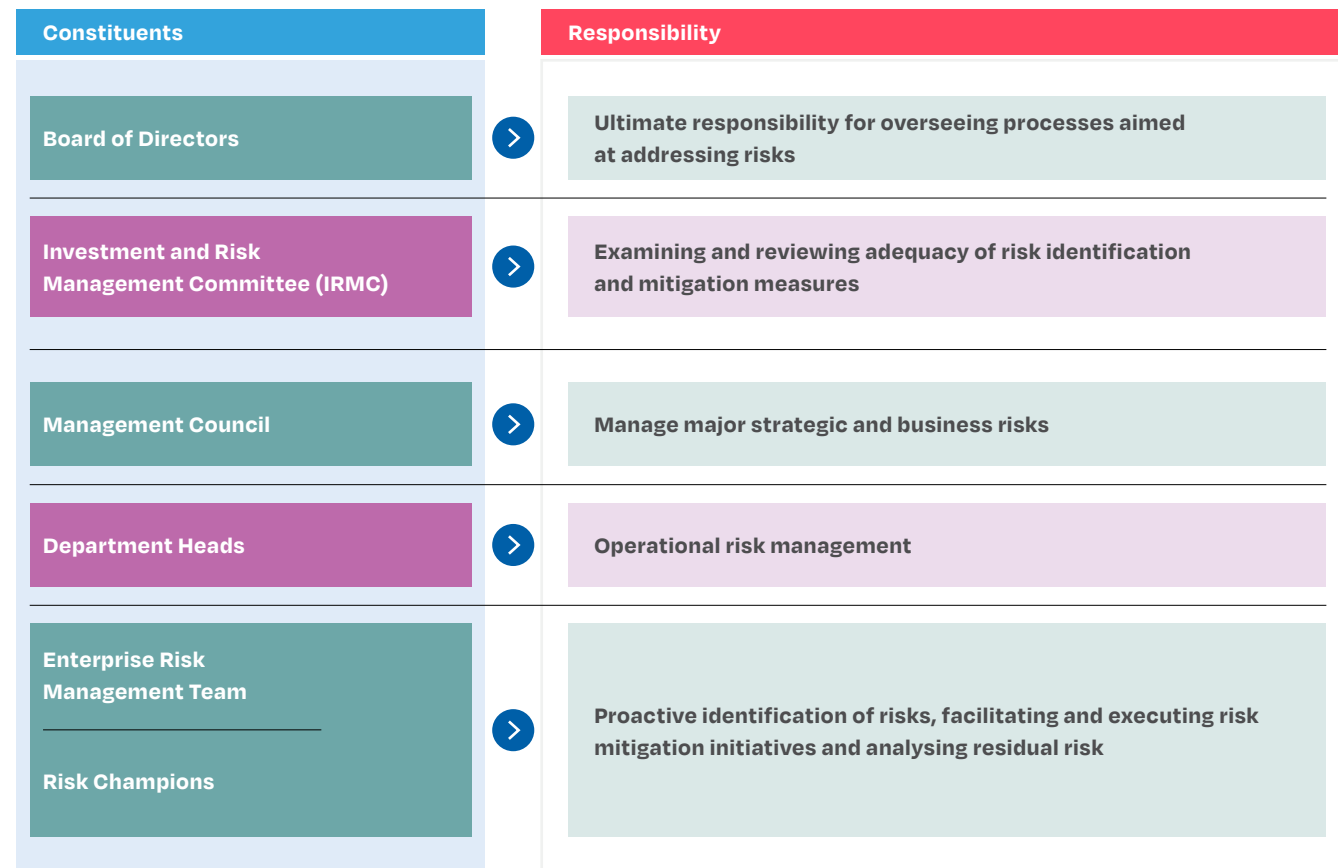 Constituents
Responsibility
Board of Directors
Ultimate responsibility for overseeing processes aimed
at addressing risks
Investment and Risk
Management Committee (IRMC)
Examining and reviewing adequacy of risk identification
and mitigation measures
Management Council
Manage major strategic and business risks
Department Heads
Operational risk management
Enterprise Risk
Management Team
Risk Champions
Proactive identification of risks, facilitating and executing risk
mitigation initiatives and analysing residual risk